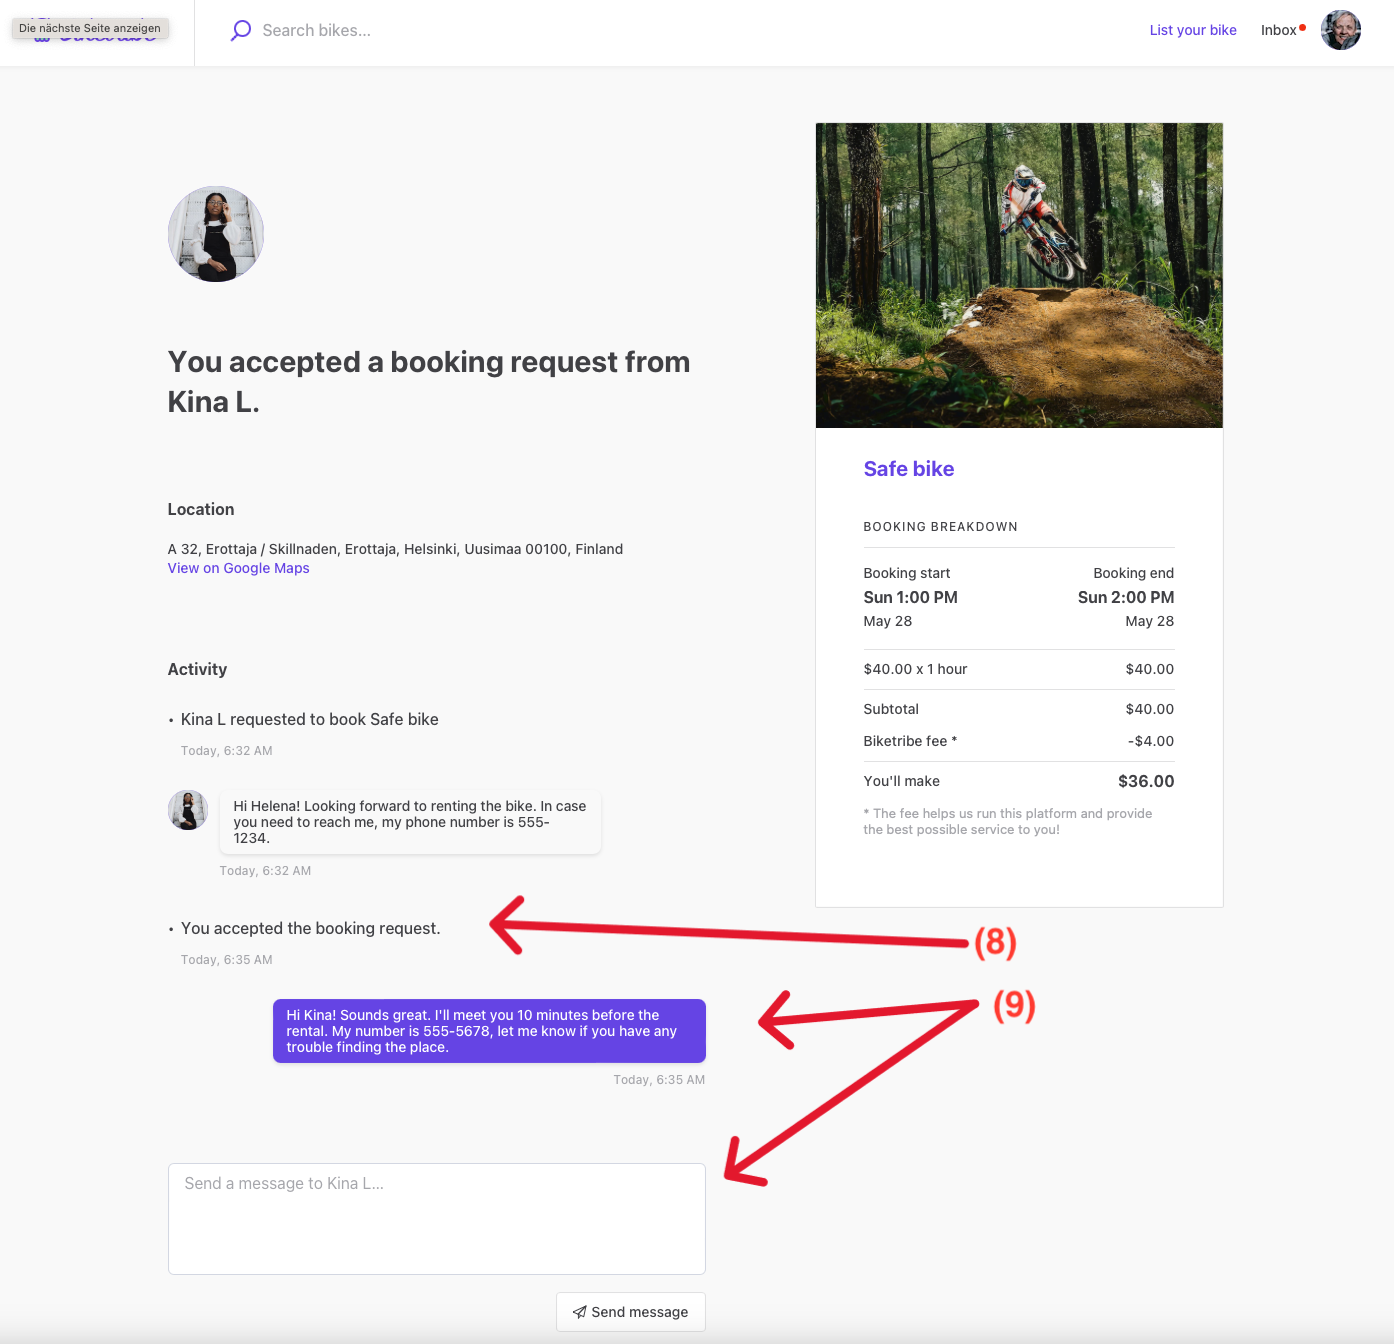 Die nächste Seite anzeigen
Search bikes...
List your bike
Inbox
You accepted a booking request from
Kina L.
Location
A 32, Erottaja / Skillnaden, Erottaja, Helsinki, Uusimaa 00100, Finland
View on Google Maps
Activity
• Kina L requested to book Safe bike
Today, 6:32 AM
Hi Helena! Looking forward to renting the bike. In case
you need to reach me, my phone number is 555-
1234.
Today, 6:32 AM
• You accepted the booking request.
Today, 6:35 AM
Hi Kina! Sounds great. I'll meet you 10 minutes before the
rental. My number is 555-5678, let me know if you have any
trouble finding the place.
Today, 6:35 AM
Send a message to Kina L...
Send message
Safe bike
BOOKING BREAKDOWN
Booking start Booking end
Sun 1:00 PM Sun 2:00 PM
May 28 May 28
$40.00 x 1 hour $40.00
Subtotal $40.00
Biketribe fee * -$4.00
You'll make $36.00
* The fee helps us run this platform and provide
the best possible service to you!
(8)
(9)